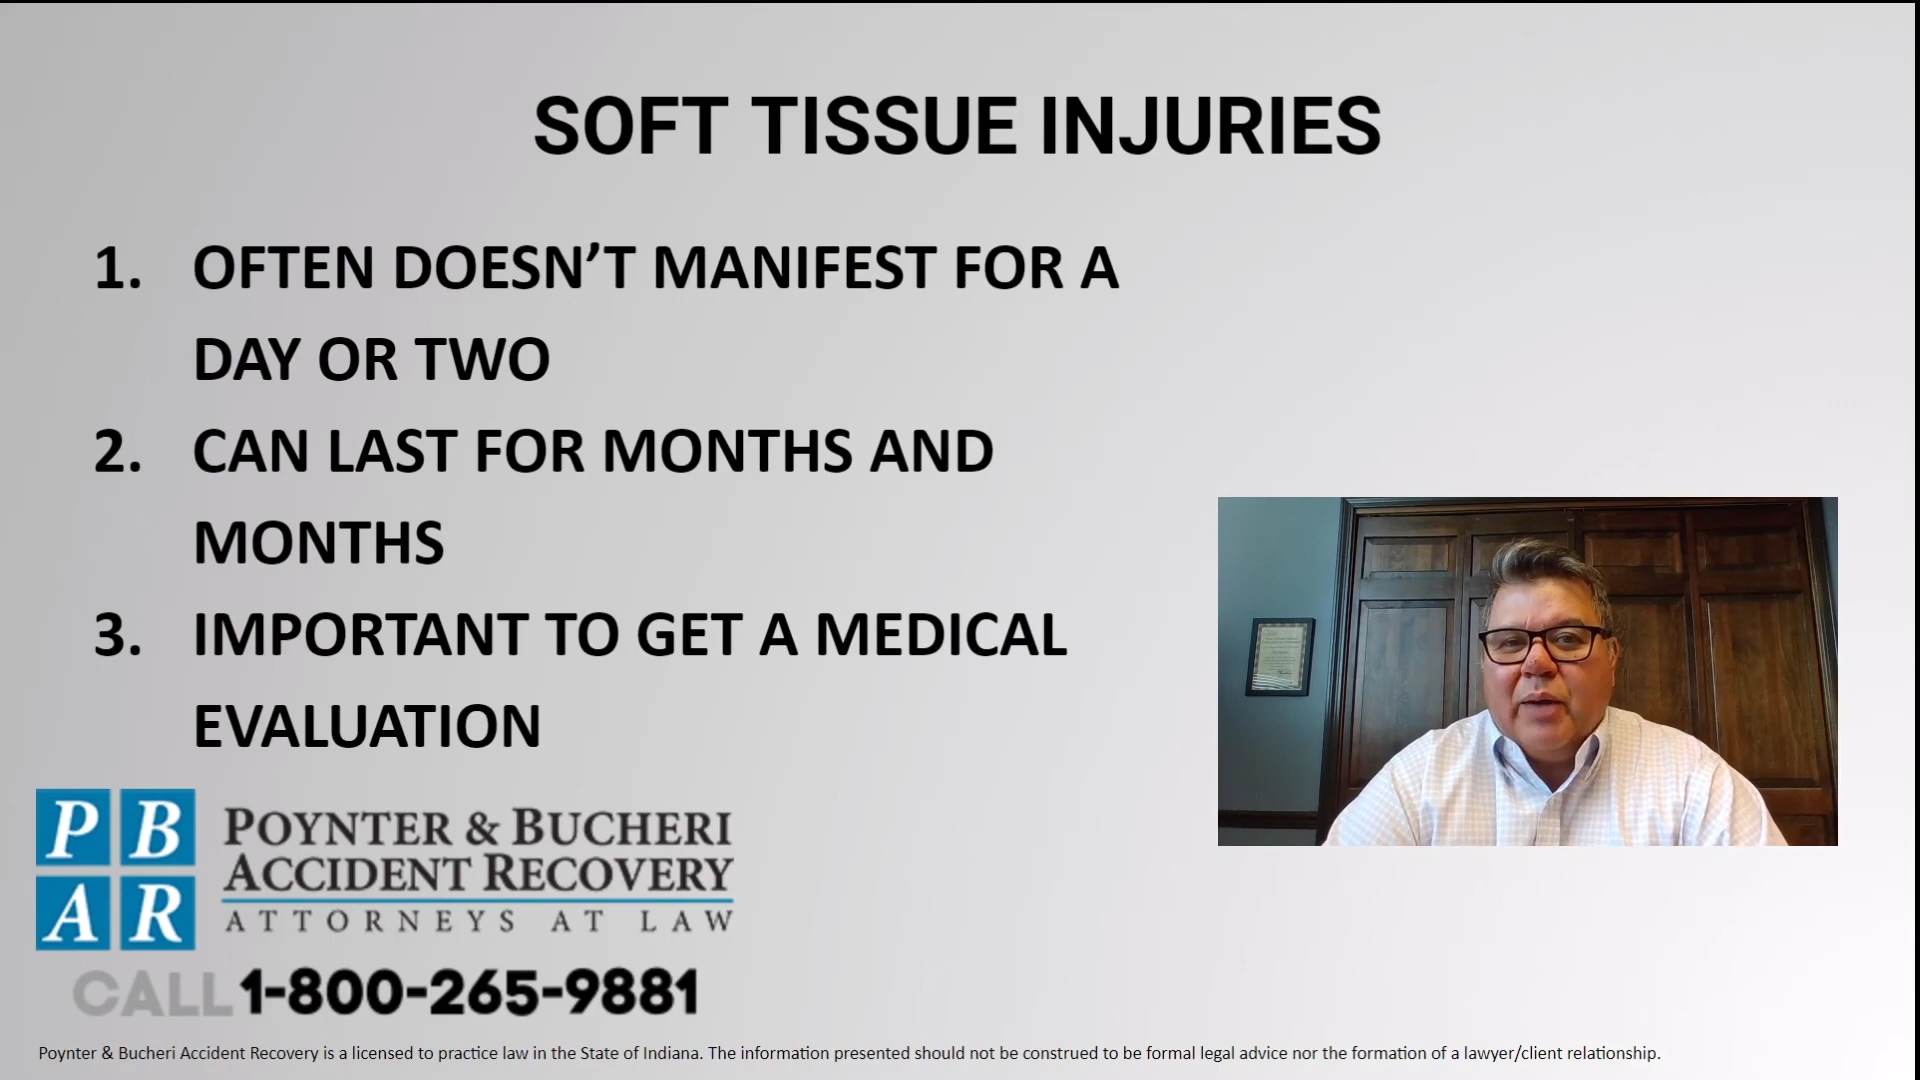 SOFT TISSUE INJURIES
1. OFTEN DOESN’T MANIFEST FOR A
DAY OR TWO
2. CAN LAST FOR MONTHS AND
MONTHS
3. IMPORTANT TO GET A MEDICAL
EVALUATION
P B
A R
POYNTER & BUCHERI
ACCIDENT RECOVERY
ATTORNEYS AT LAW
CALL 1-800-265-9881
Poynter & Bucheri Accident Recovery is a licensed to practice law in the State of Indiana. The information presented should not be construed to be formal legal advice nor the formation of a lawyer/client relationship.